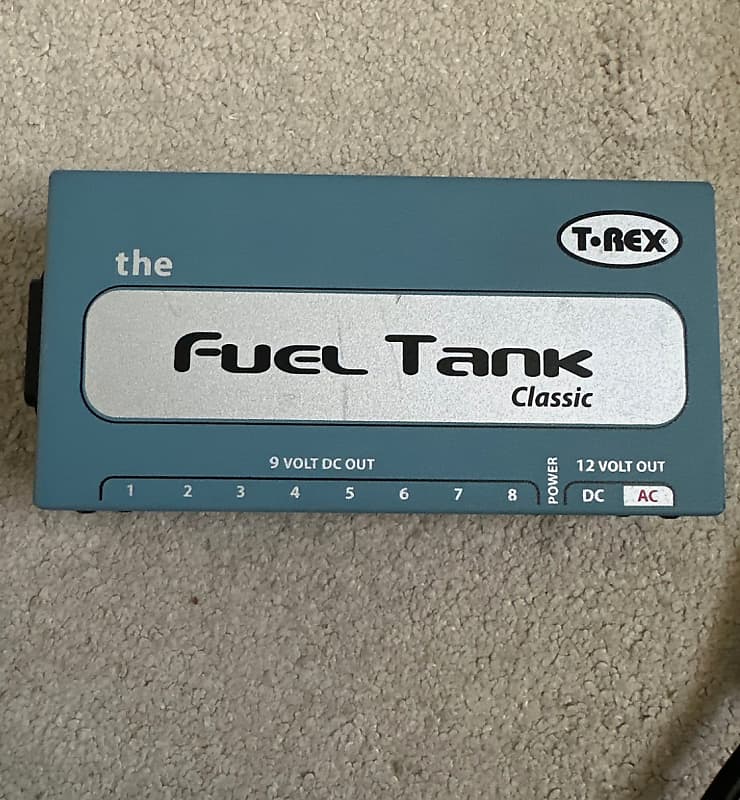 T•REX®
the
Fuel Tank
Classic
9 VOLT DC OUT
1 2 3 4 5 6 7 8
POWER
12 VOLT OUT
DC AC